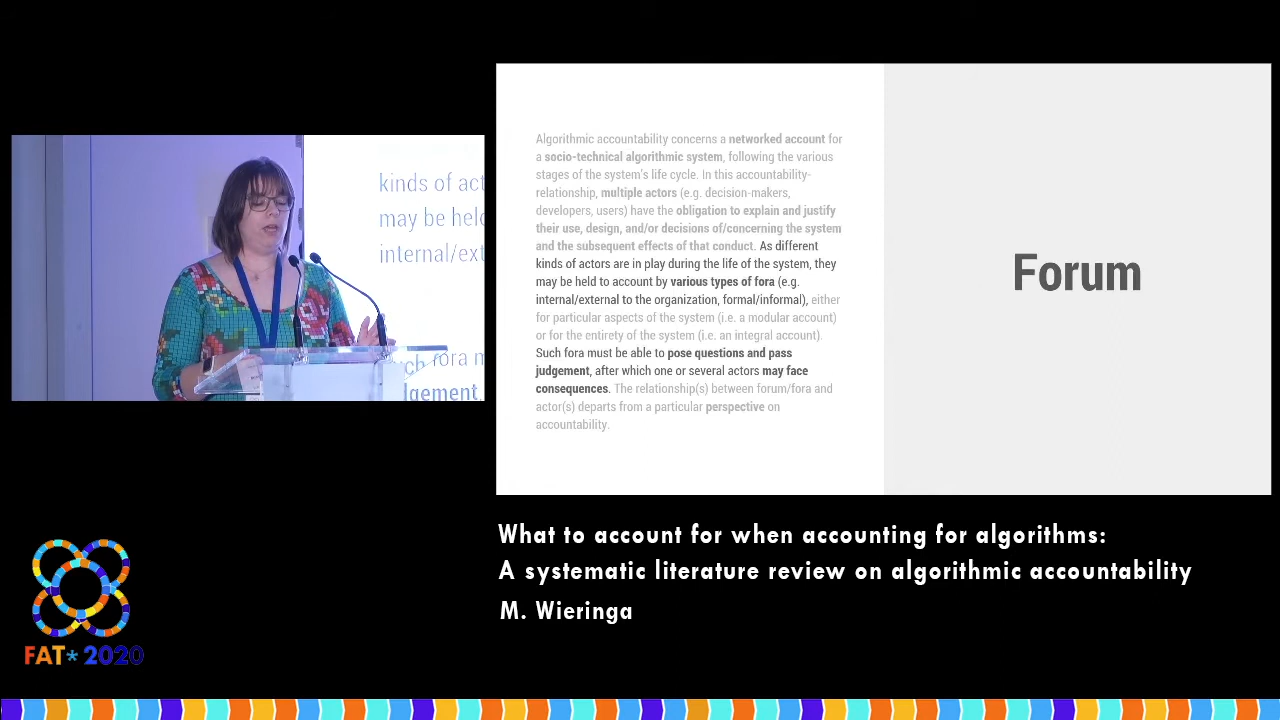 kinds of act
may be held
internal/ext
such fora m
dgement,
Algorithmic accountability concerns a networked account for
a socio-technical algorithmic system, following the various
stages of the system's life cycle. In this accountability-
relationship, multiple actors (e.g. decision-makers,
developers, users) have the obligation to explain and justify
their use, design, and/or decisions of/concerning the system
and the subsequent effects of that conduct. As different
kinds of actors are in play during the life of the system, they
may be held to account by various types of fora (e.g.
internal/external to the organization, formal/informal), either
for particular aspects of the system (i.e. a modular account)
or for the entirety of the system (i.e. an integral account).
Such fora must be able to pose questions and pass
judgement, after which one or several actors may face
consequences. The relationship(s) between forum/fora and
actor(s) departs from a particular perspective on
accountability.
Forum
What to account for when accounting for algorithms:
A systematic literature review on algorithmic accountability
M. Wieringa
FAT* 2020